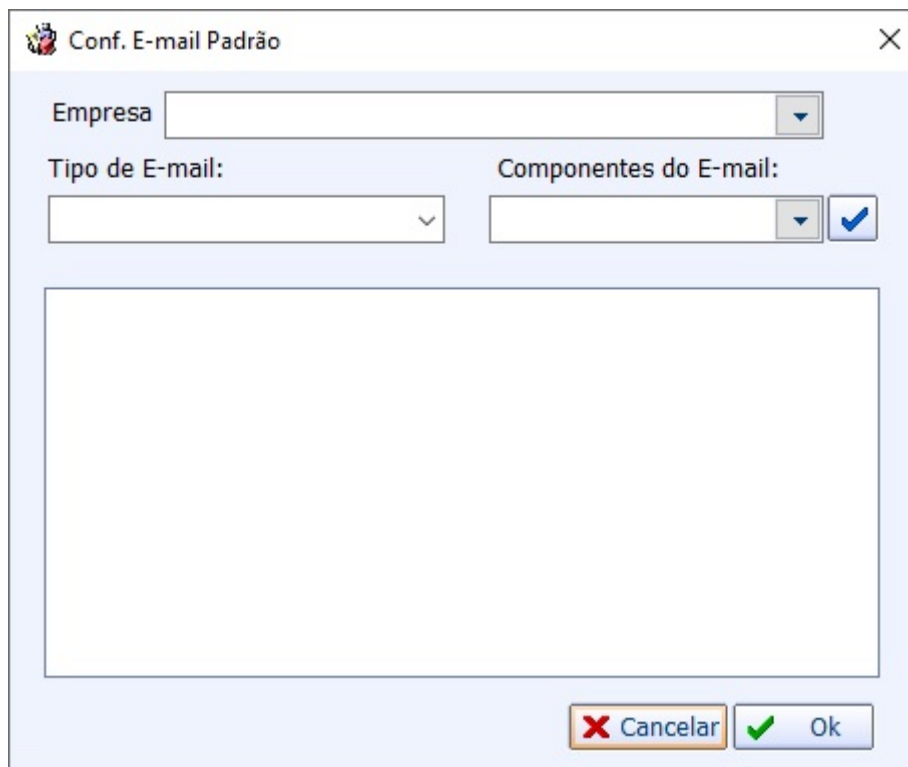 Conf. E-mail Padrão
Empresa
Tipo de E-mail: Componentes do E-mail:
Cancelar Ok